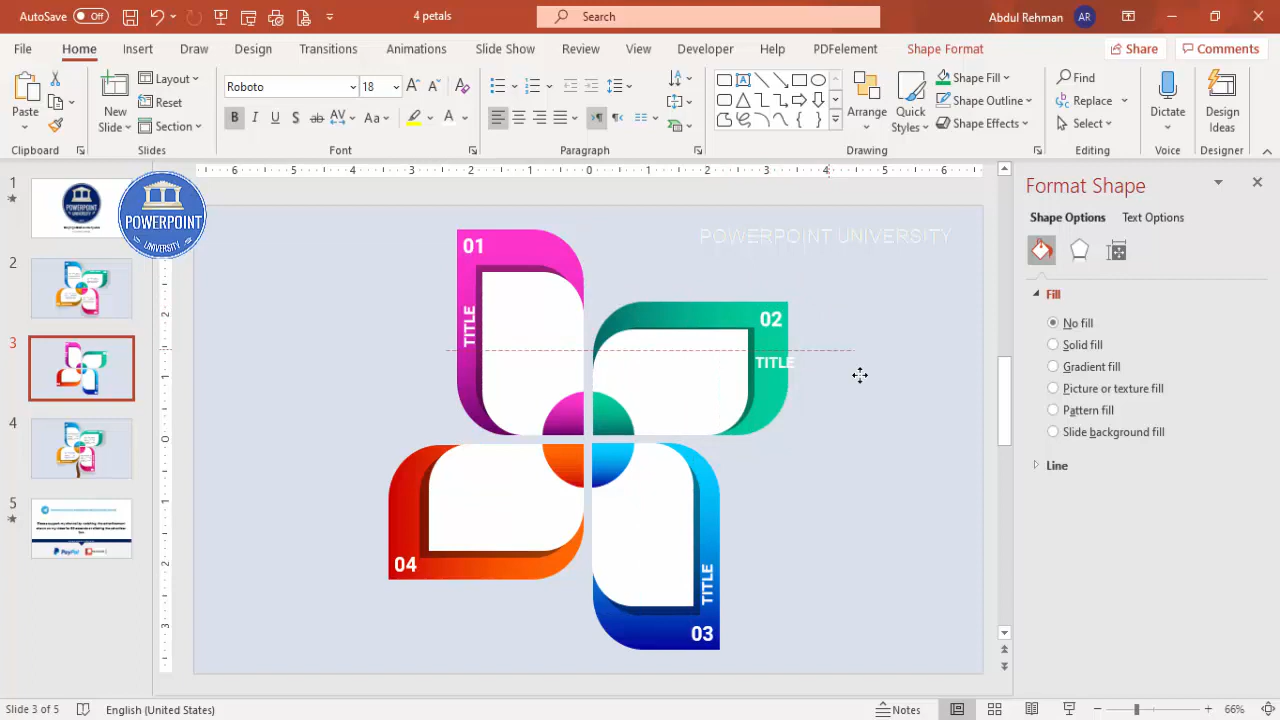 AutoSave Off
4 petals
Search
Abdul Rehman AR
File Home Insert Draw Design Transitions Animations Slide Show Review View Developer Help PDFelement Shape Format Share Comments
Paste
Clipboard
New Slide
Layout
Reset
Section
Slides
Roboto 18
Font
Paragraph
Arrange
Quick Styles
Shape Fill
Shape Outline
Shape Effects
Drawing
Find
Replace
Select
Editing
Dictate
Voice
Design Ideas
Designer
1
2
3
4
5
POWERPOINT
UNIVERSITY
POWERPOINT UNIVERSITY
01
TITLE
02
TITLE
TITLE
03
04
Format Shape
Shape Options Text Options
Fill
No fill
Solid fill
Gradient fill
Picture or texture fill
Pattern fill
Slide background fill
Line
Slide 3 of 5
English (United States)
Notes
66%